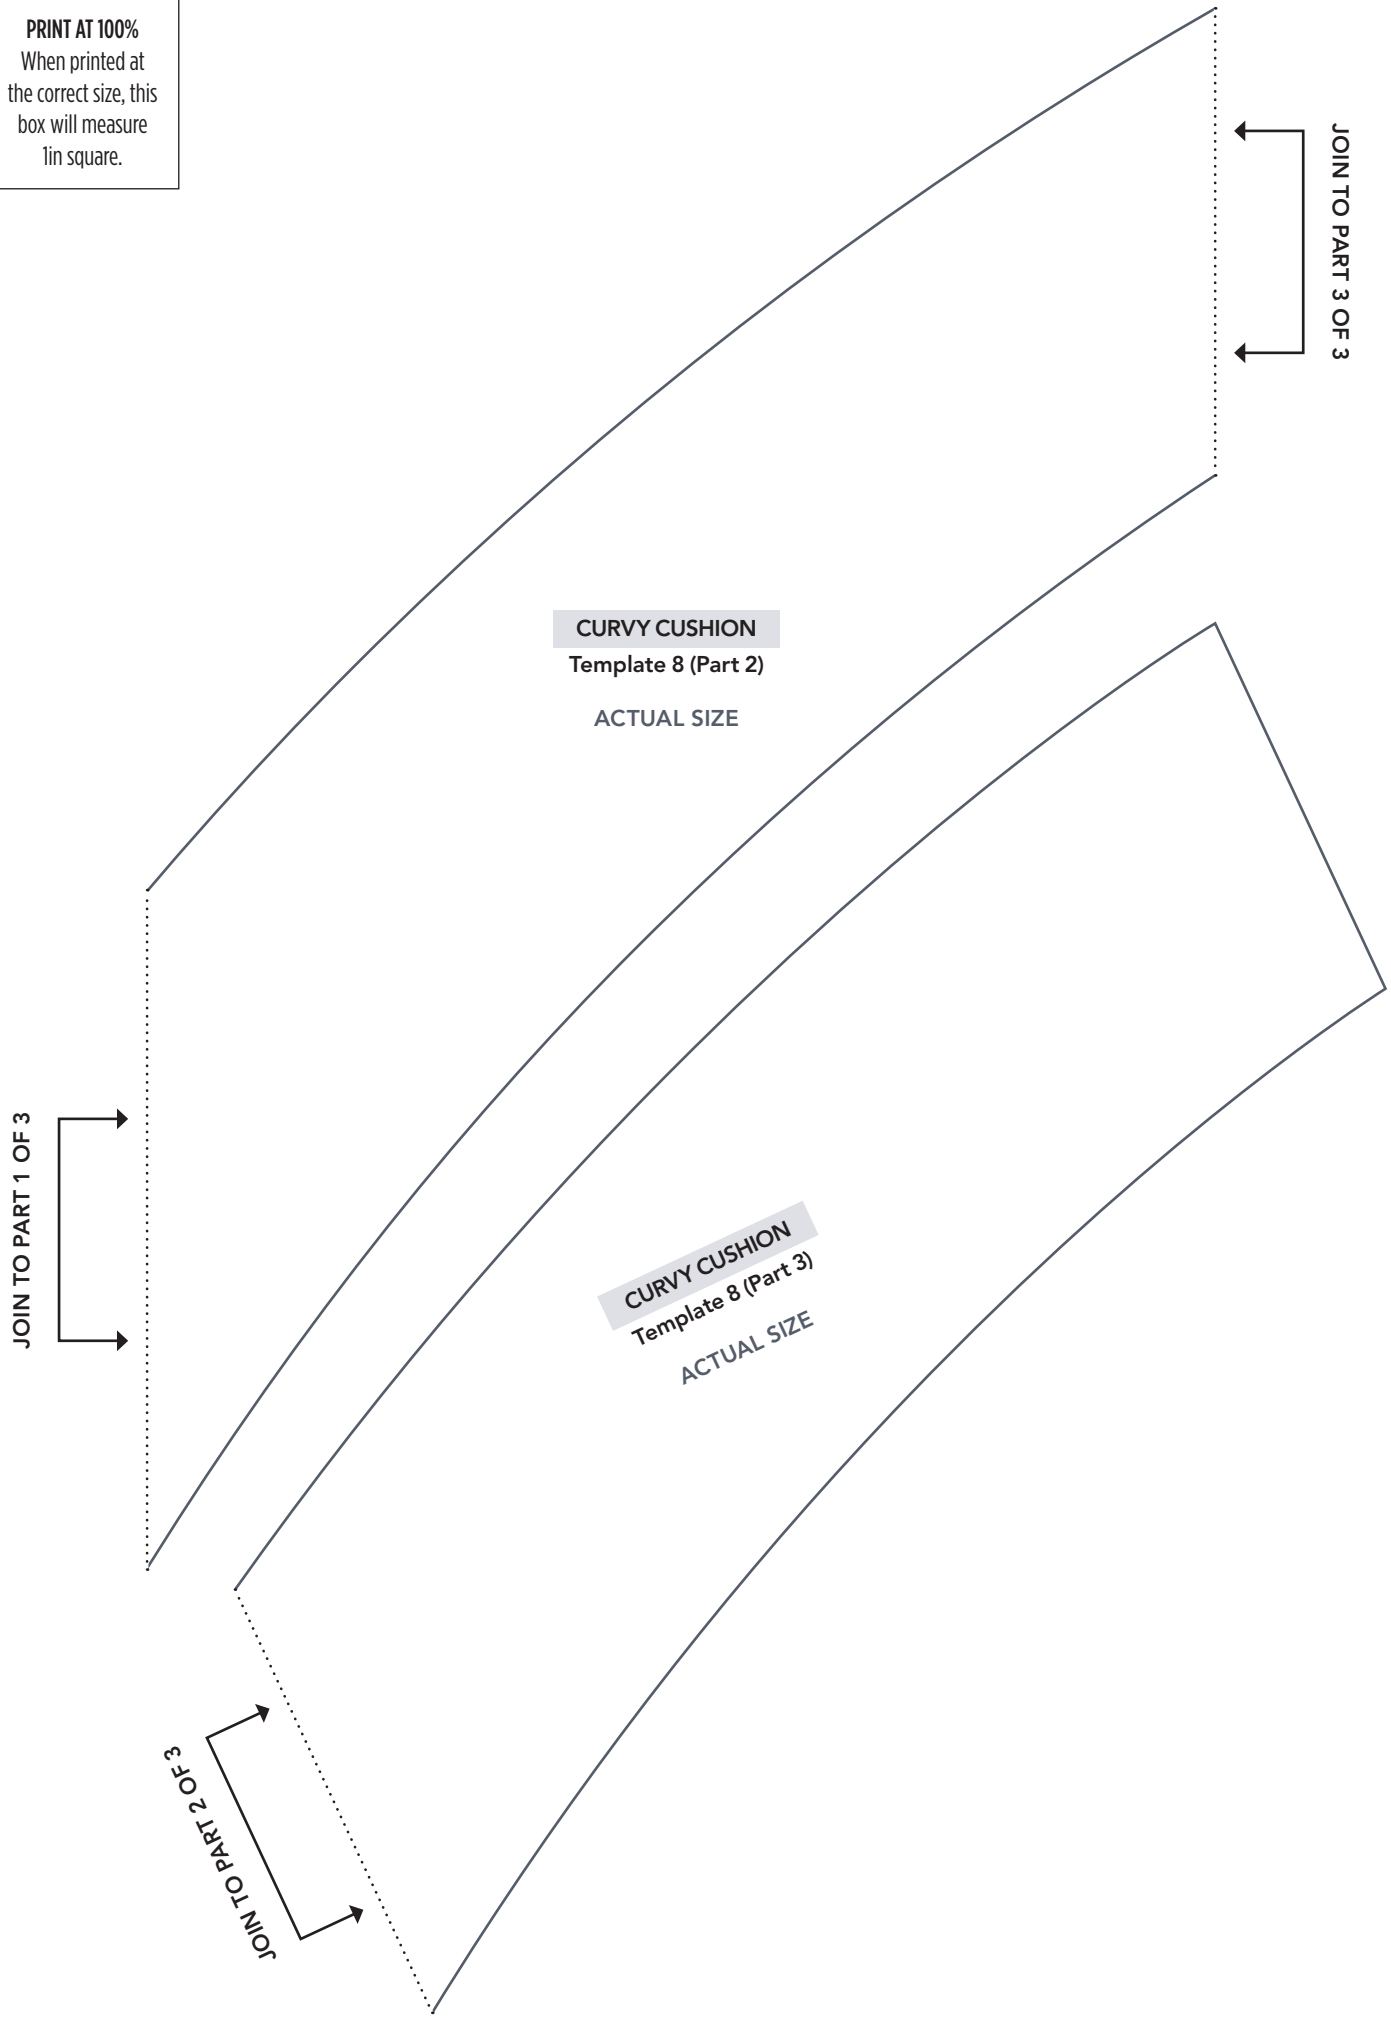 PRINT AT 100%
When printed at
the correct size, this
box will measure
1in square.
JOIN TO PART 3 OF 3
CURVY CUSHION
Template 8 (Part 2)
ACTUAL SIZE
JOIN TO PART 1 OF 3
CURVY CUSHION
Template 8 (Part 3)
ACTUAL SIZE
JOIN TO PART 2 OF 3